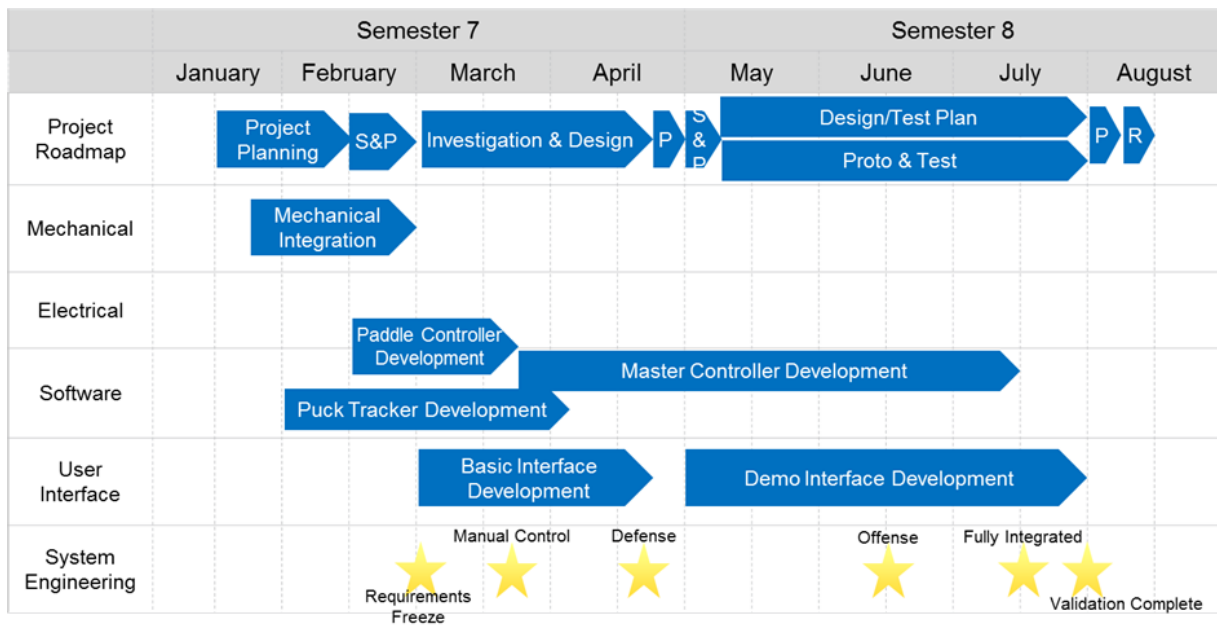 Semester 7
Semester 8
January
February
March
April
May
June
July
August
Project
Roadmap
Project
Planning
S&P
Investigation & Design
P
S
&
P
Design/Test Plan
Proto & Test
P
R
Mechanical
Mechanical
Integration
Electrical
Paddle Controller
Development
Software
Master Controller Development
Puck Tracker Development
User
Interface
Basic Interface
Development
Demo Interface Development
System
Engineering
Requirements
Freeze
Manual Control
Defense
Offense
Fully Integrated
Validation Complete